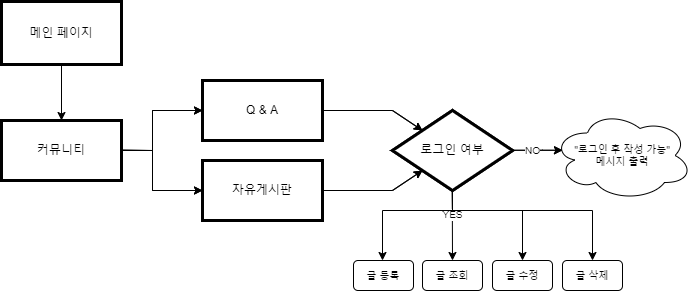 메인 페이지
커뮤니티
Q & A
자유게시판
로그인 여부
NO
"로그인 후 작성 가능"
메시지 출력
YES
글 등록
글 조회
글 수정
글 삭제